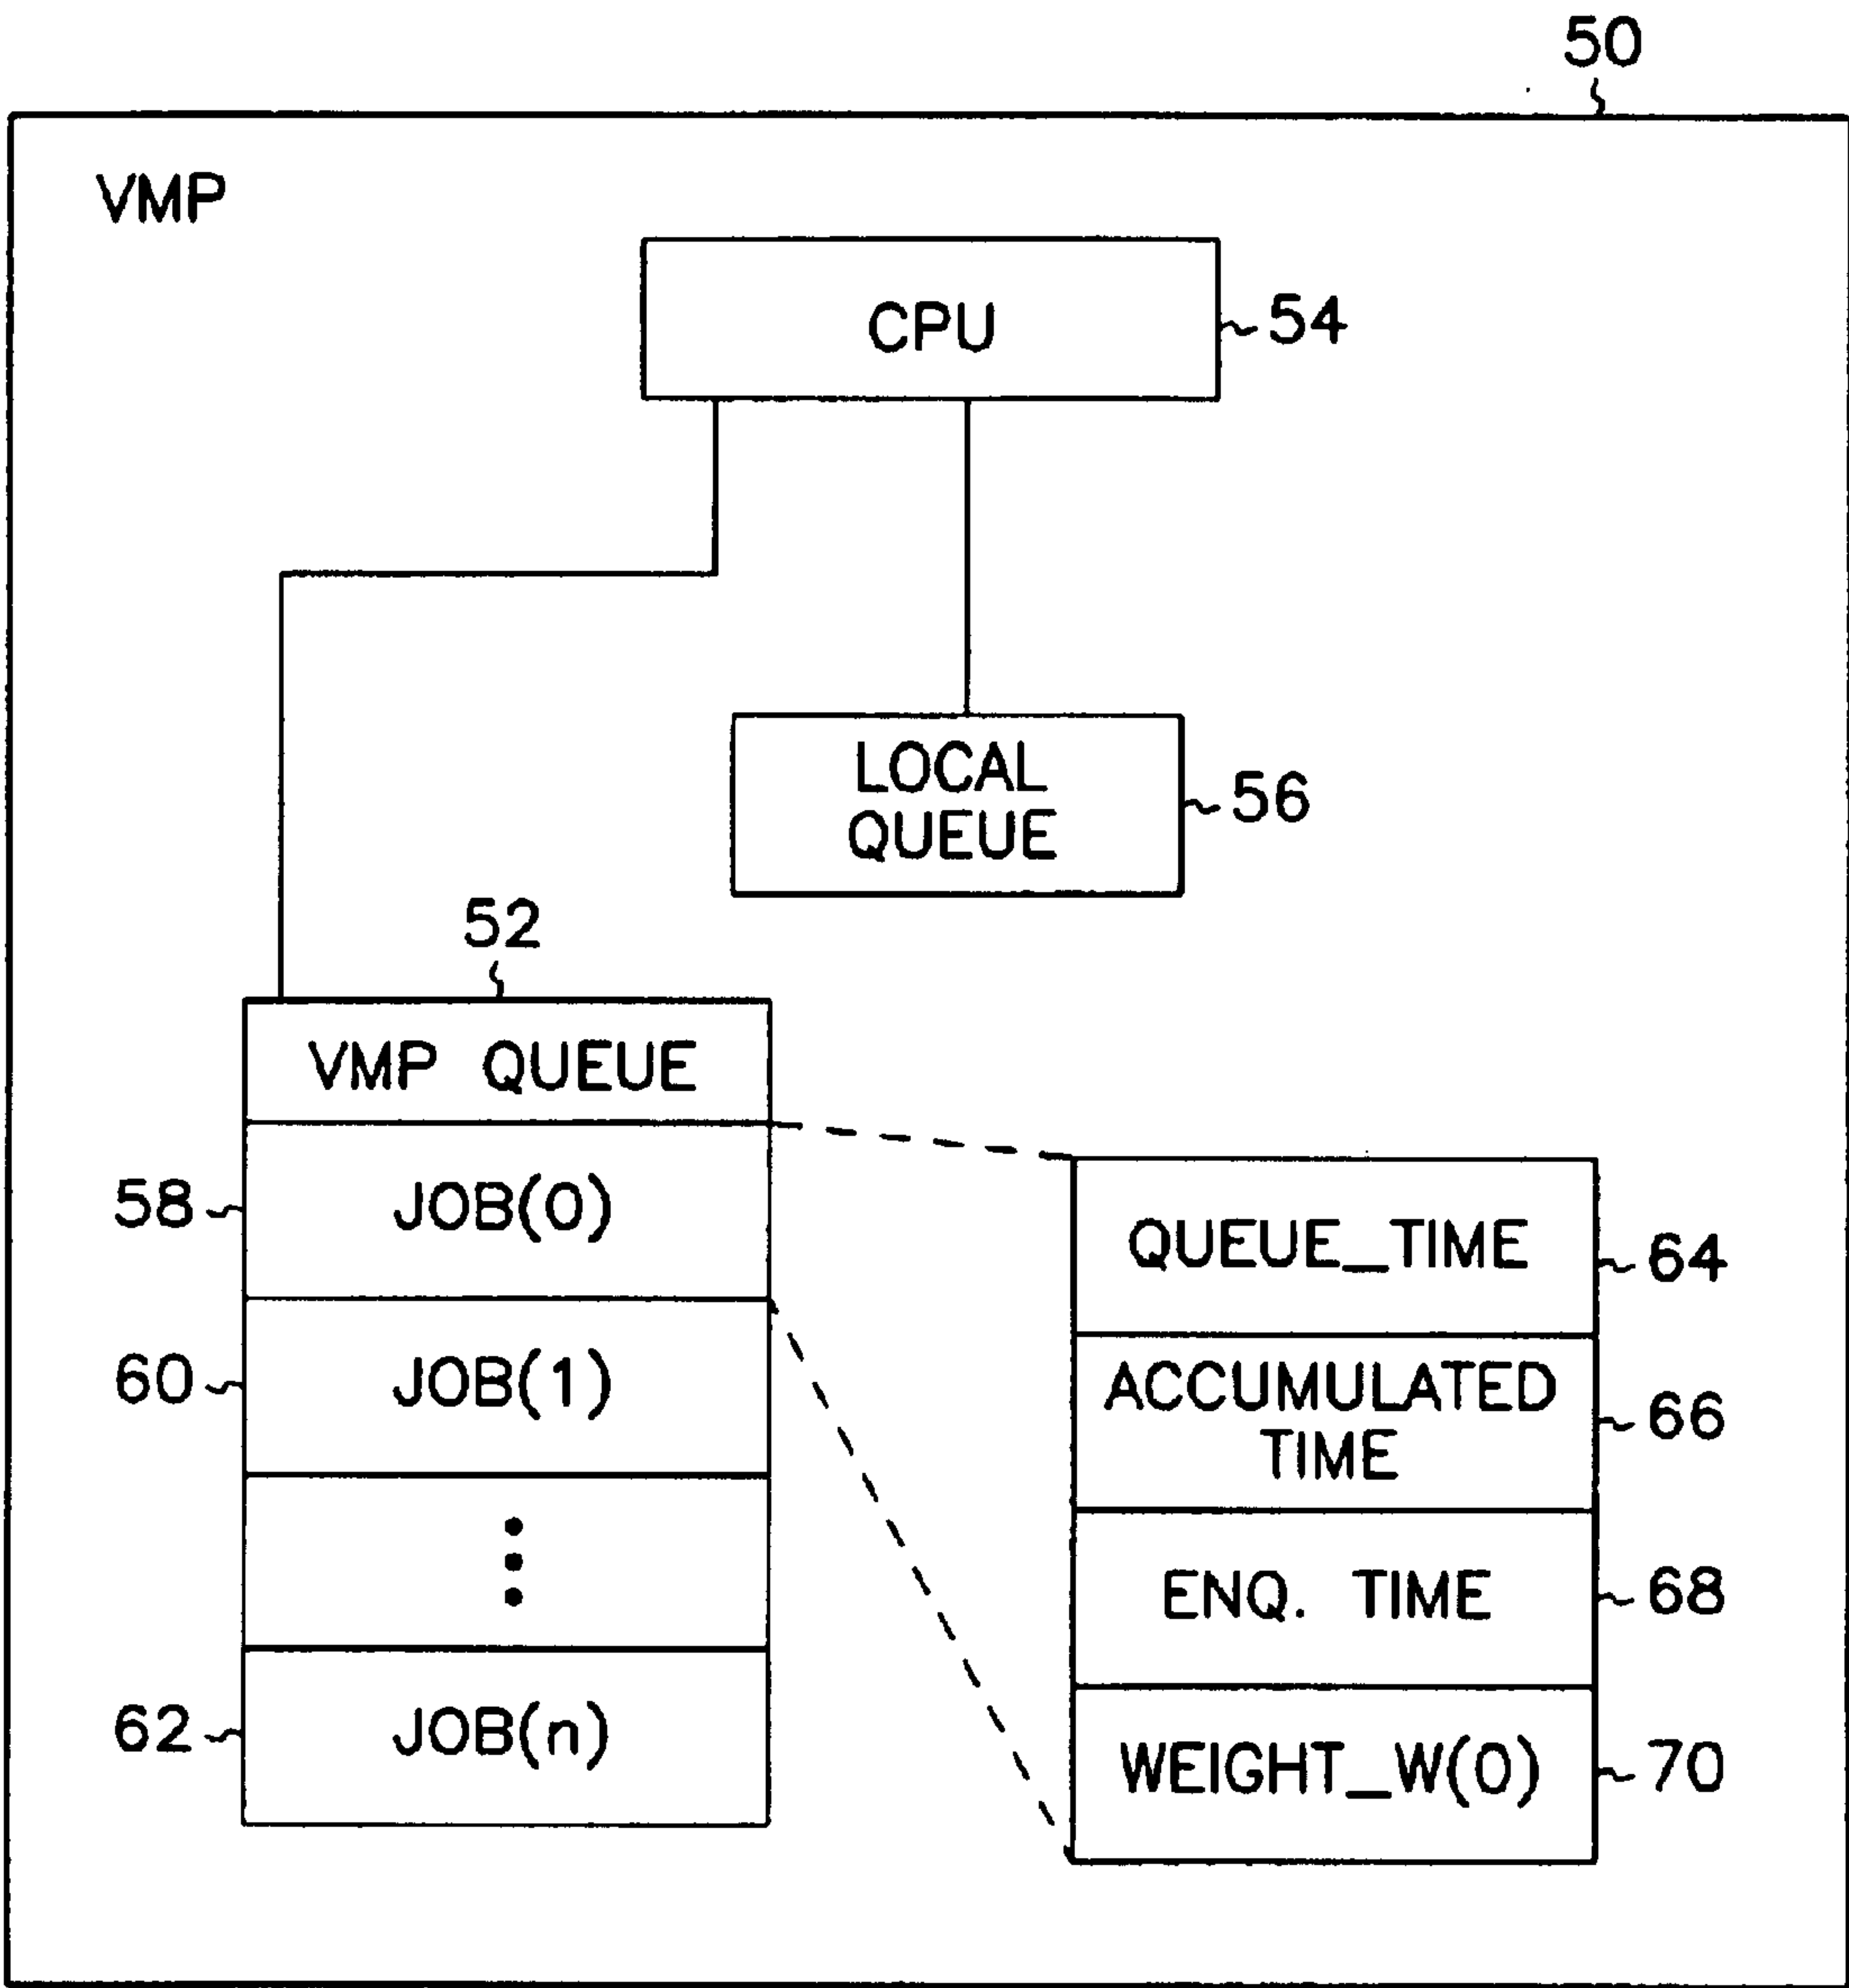 50
VMP
CPU
54
LOCAL
QUEUE
56
52
VMP QUEUE
58
JOB(0)
60
JOB(1)
62
JOB(n)
QUEUE_TIME
64
ACCUMULATED
TIME
66
ENQ. TIME
68
WEIGHT_W(0)
70